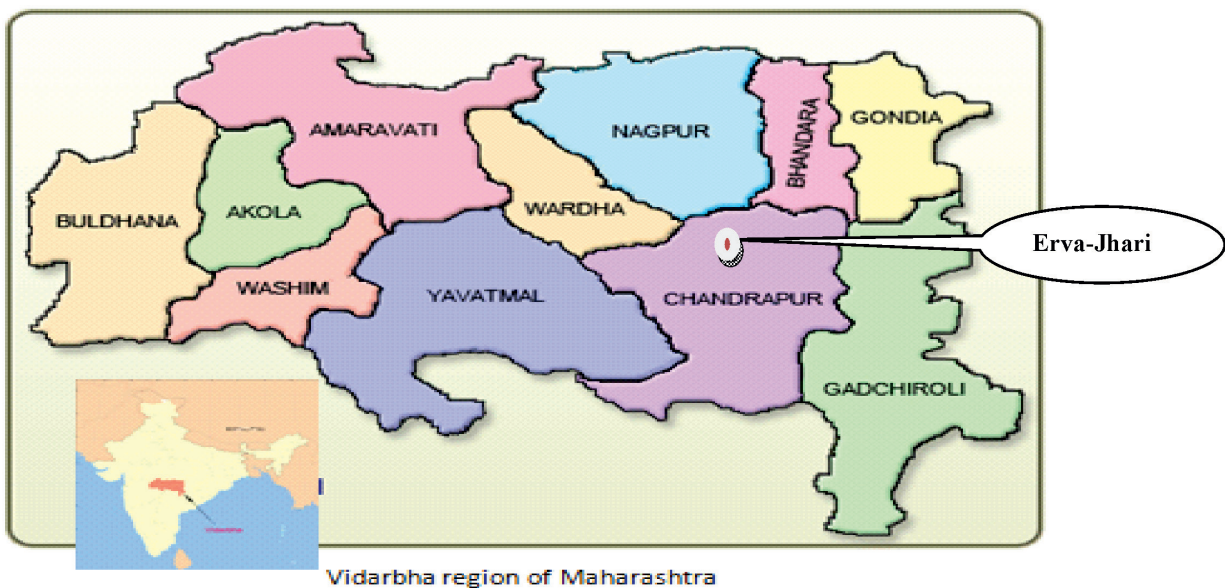 AMARAVATI
NAGPUR
BHANDARA
GONDIA
BULDHANA
AKOLA
WARDHA
Erva-Jhari
WASHIM
YAVATMAL
CHANDRAPUR
GADCHIROLI
Vidarbha region of Maharashtra